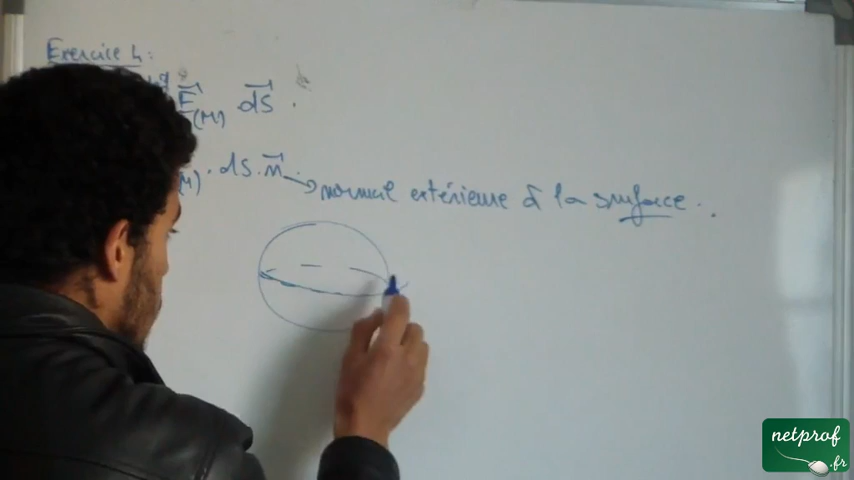 Exercice 4:
E(M) dS .
(M) . dS . n → normal extérieure à la surface .
netprof
.fr